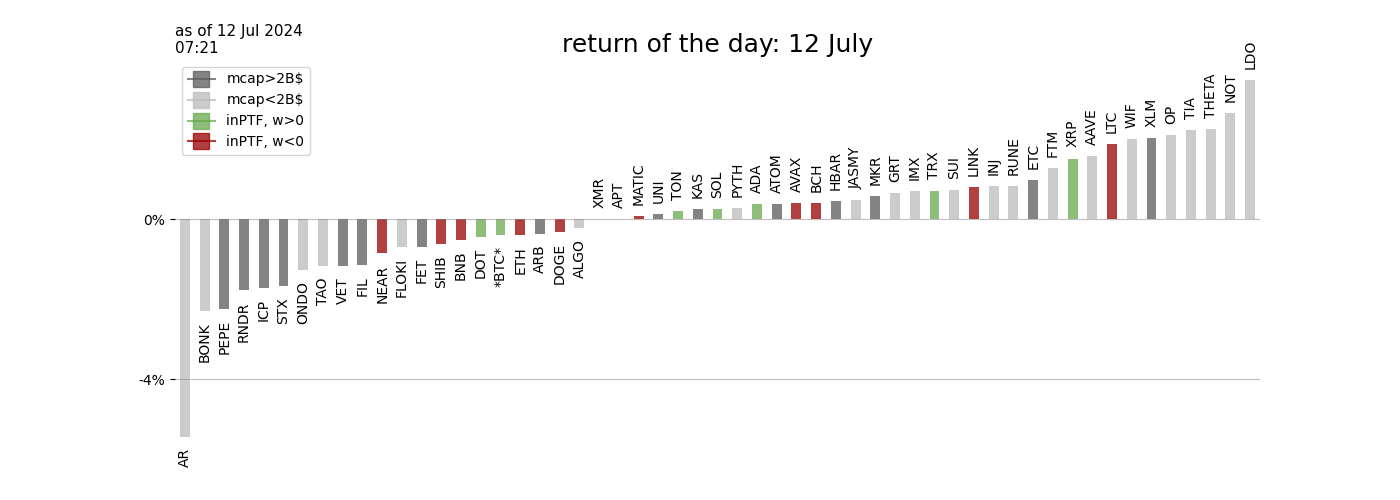 as of 12 Jul 2024
07:21
return of the day: 12 July
mcap>2B$
mcap<2B$
inPTF, w>0
inPTF, w<0
0%
-4%
AR
BONK
PEPE
RNDR
ICP
STX
ONDO
TAO
VET
FIL
NEAR
FLOKI
FET
SHIB
BNB
DOT
*BTC*
ETH
ARB
DOGE
ALGO
XMR
APT
MATIC
UNI
TON
KAS
SOL
PYTH
ADA
ATOM
AVAX
BCH
HBAR
JASMY
MKR
GRT
IMX
TRX
SUI
LINK
INJ
RUNE
ETC
FTM
XRP
AAVE
LTC
WIF
XLM
OP
TIA
THETA
NOT
LDO